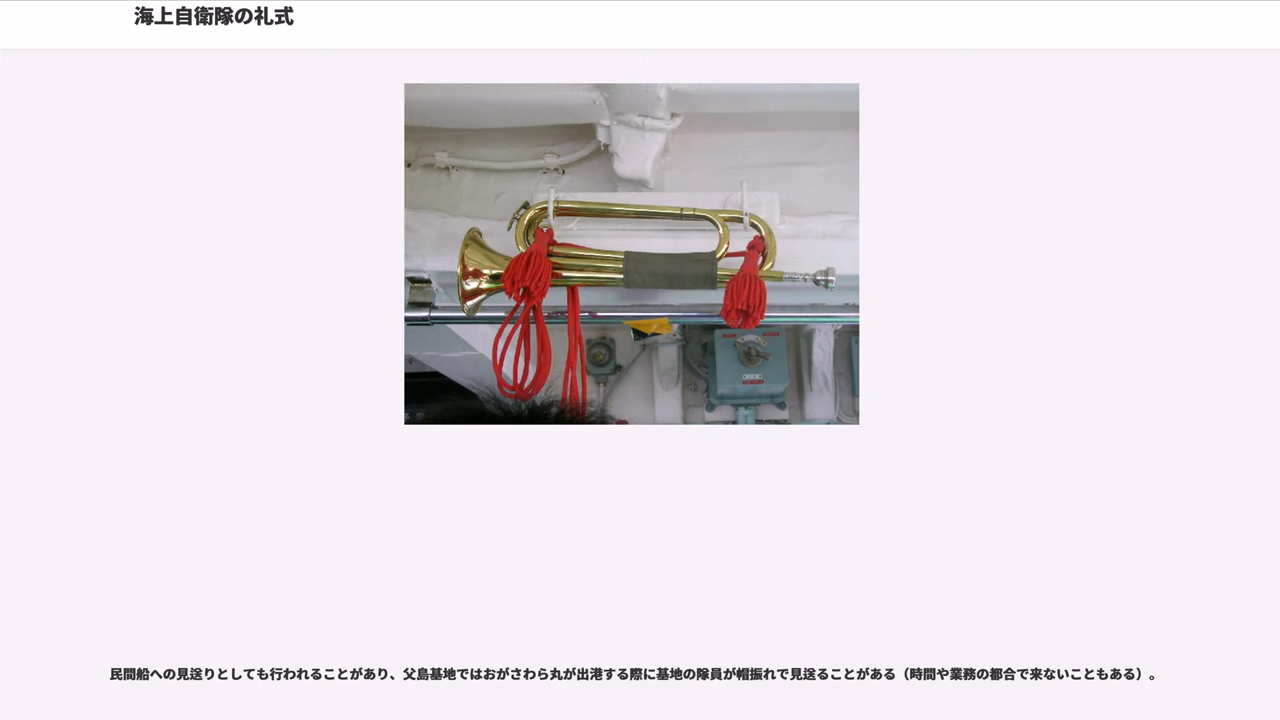 海上自衛隊の礼式
民間船への見送りとしても行われることがあり、父島基地ではおがさわら丸が出港する際に基地の隊員が帽振れで見送ることがある（時間や業務の都合で来ないこともある）。